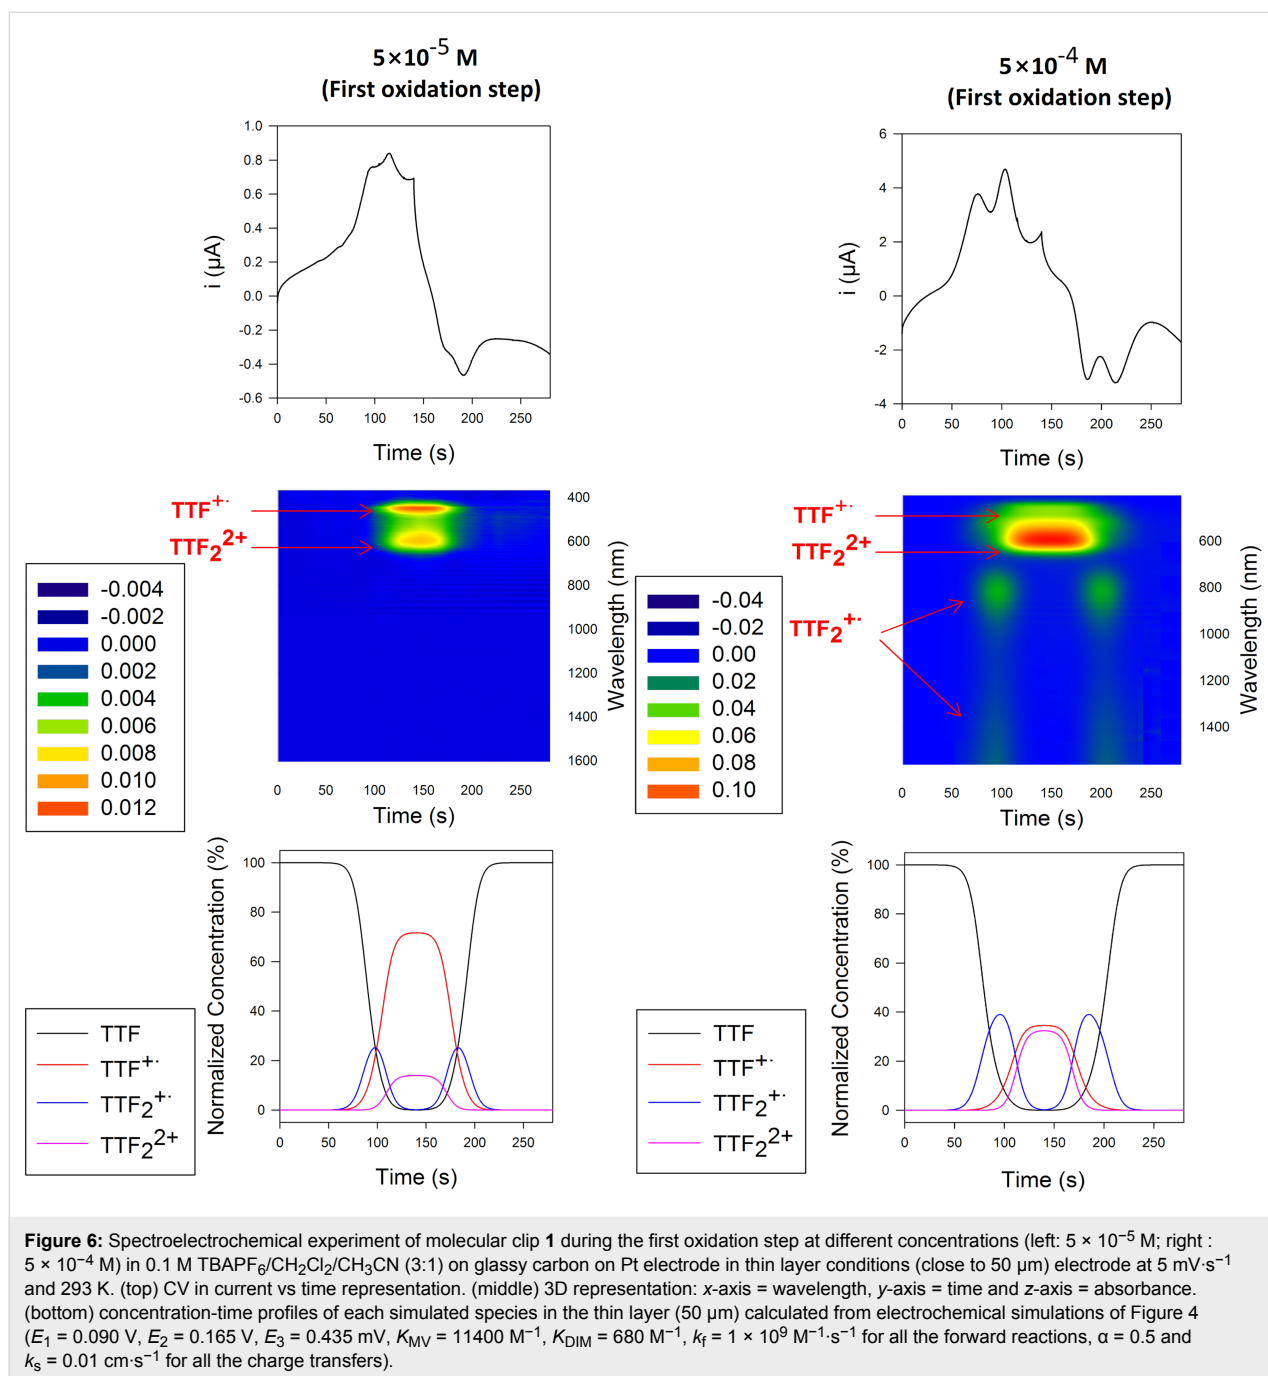 5×10⁻⁵ M
(First oxidation step)
5×10⁻⁴ M
(First oxidation step)
1.0
0.8
0.6
0.4
0.2
0.0
-0.2
-0.4
-0.6
i (μA)
0 50 100 150 200 250
Time (s)
6
4
2
0
-2
-4
i (μA)
0 50 100 150 200 250
Time (s)
TTF⁺·
TTF₂²⁺
400
600
800
1000
1200
1400
1600
Wavelength (nm)
-0.004
-0.002
0.000
0.002
0.004
0.006
0.008
0.010
0.012
0 50 100 150 200 250
Time (s)
TTF⁺·
TTF₂²⁺
TTF₂⁺·
600
800
1000
1200
1400
Wavelength (nm)
-0.04
-0.02
0.00
0.02
0.04
0.06
0.08
0.10
0 50 100 150 200 250
Time (s)
Normalized Concentration (%)
100
80
60
40
20
0
0 50 100 150 200 250
Time (s)
TTF
TTF⁺·
TTF₂⁺·
TTF₂²⁺
Normalized Concentration (%)
100
80
60
40
20
0
0 50 100 150 200 250
Time (s)
TTF
TTF⁺·
TTF₂⁺·
TTF₂²⁺
Figure 6: Spectroelectrochemical experiment of molecular clip 1 during the first oxidation step at different concentrations (left: 5 × 10⁻⁵ M; right :
5 × 10⁻⁴ M) in 0.1 M TBAPF₆/CH₂Cl₂/CH₃CN (3:1) on glassy carbon on Pt electrode in thin layer conditions (close to 50 μm) electrode at 5 mV·s⁻¹
and 293 K. (top) CV in current vs time representation. (middle) 3D representation: x-axis = wavelength, y-axis = time and z-axis = absorbance.
(bottom) concentration-time profiles of each simulated species in the thin layer (50 μm) calculated from electrochemical simulations of Figure 4
(E₁ = 0.090 V, E₂ = 0.165 V, E₃ = 0.435 mV, K_MV = 11400 M⁻¹, K_DIM = 680 M⁻¹, k_f = 1 × 10⁹ M⁻¹·s⁻¹ for all the forward reactions, α = 0.5 and
k_s = 0.01 cm·s⁻¹ for all the charge transfers).